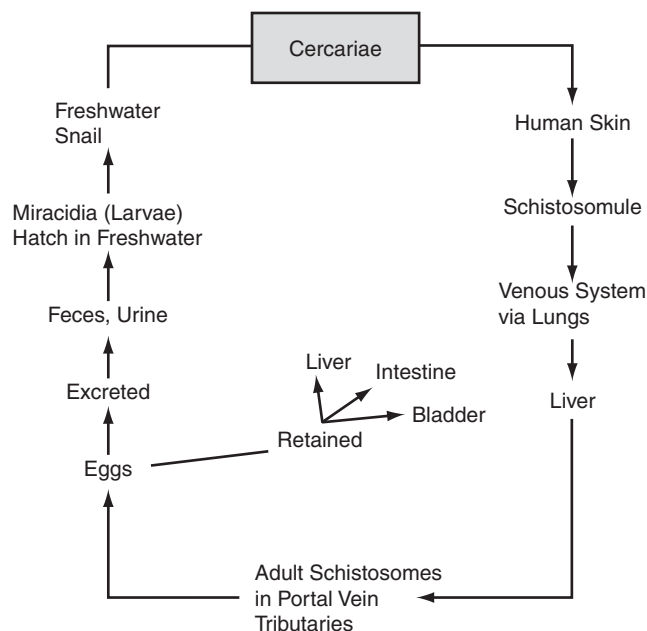 Cercariae
Freshwater
Snail
Human Skin
Miracidia (Larvae)
Hatch in Freshwater
Schistosomule
Feces, Urine
Venous System
via Lungs
Liver
Intestine
Excreted
Bladder
Liver
Retained
Eggs
Adult Schistosomes
in Portal Vein
Tributaries